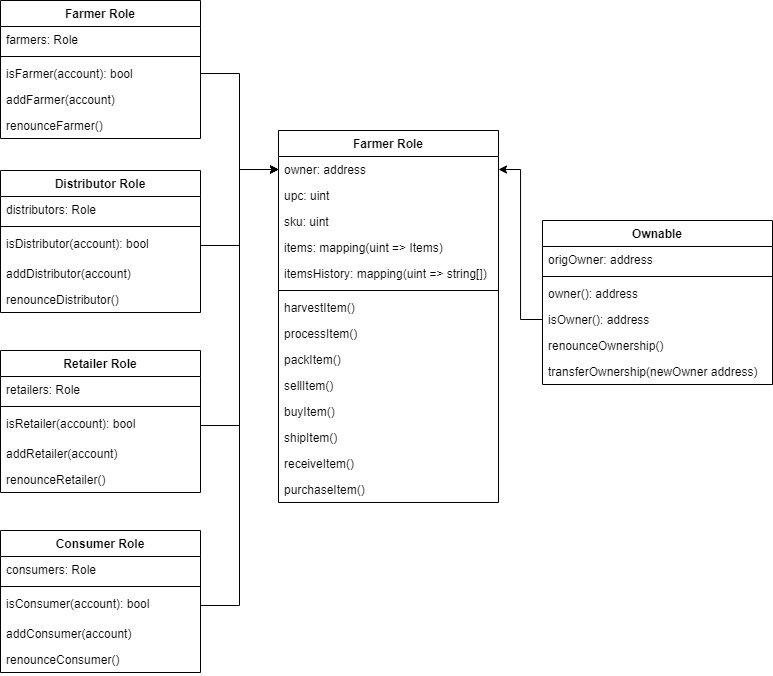 Farmer Role
farmers: Role
isFarmer(account): bool
addFarmer(account)
renounceFarmer()
Distributor Role
distributors: Role
isDistributor(account): bool
addDistributor(account)
renounceDistributor()
Retailer Role
retailers: Role
isRetailer(account): bool
addRetailer(account)
renounceRetailer()
Consumer Role
consumers: Role
isConsumer(account): bool
addConsumer(account)
renounceConsumer()
Farmer Role
owner: address
upc: uint
sku: uint
items: mapping(uint => Items)
itemsHistory: mapping(uint => string[])
harvestItem()
processItem()
packItem()
sellItem()
buyItem()
shipItem()
receiveItem()
purchaseItem()
Ownable
origOwner: address
owner(): address
isOwner(): address
renounceOwnership()
transferOwnership(newOwner address)